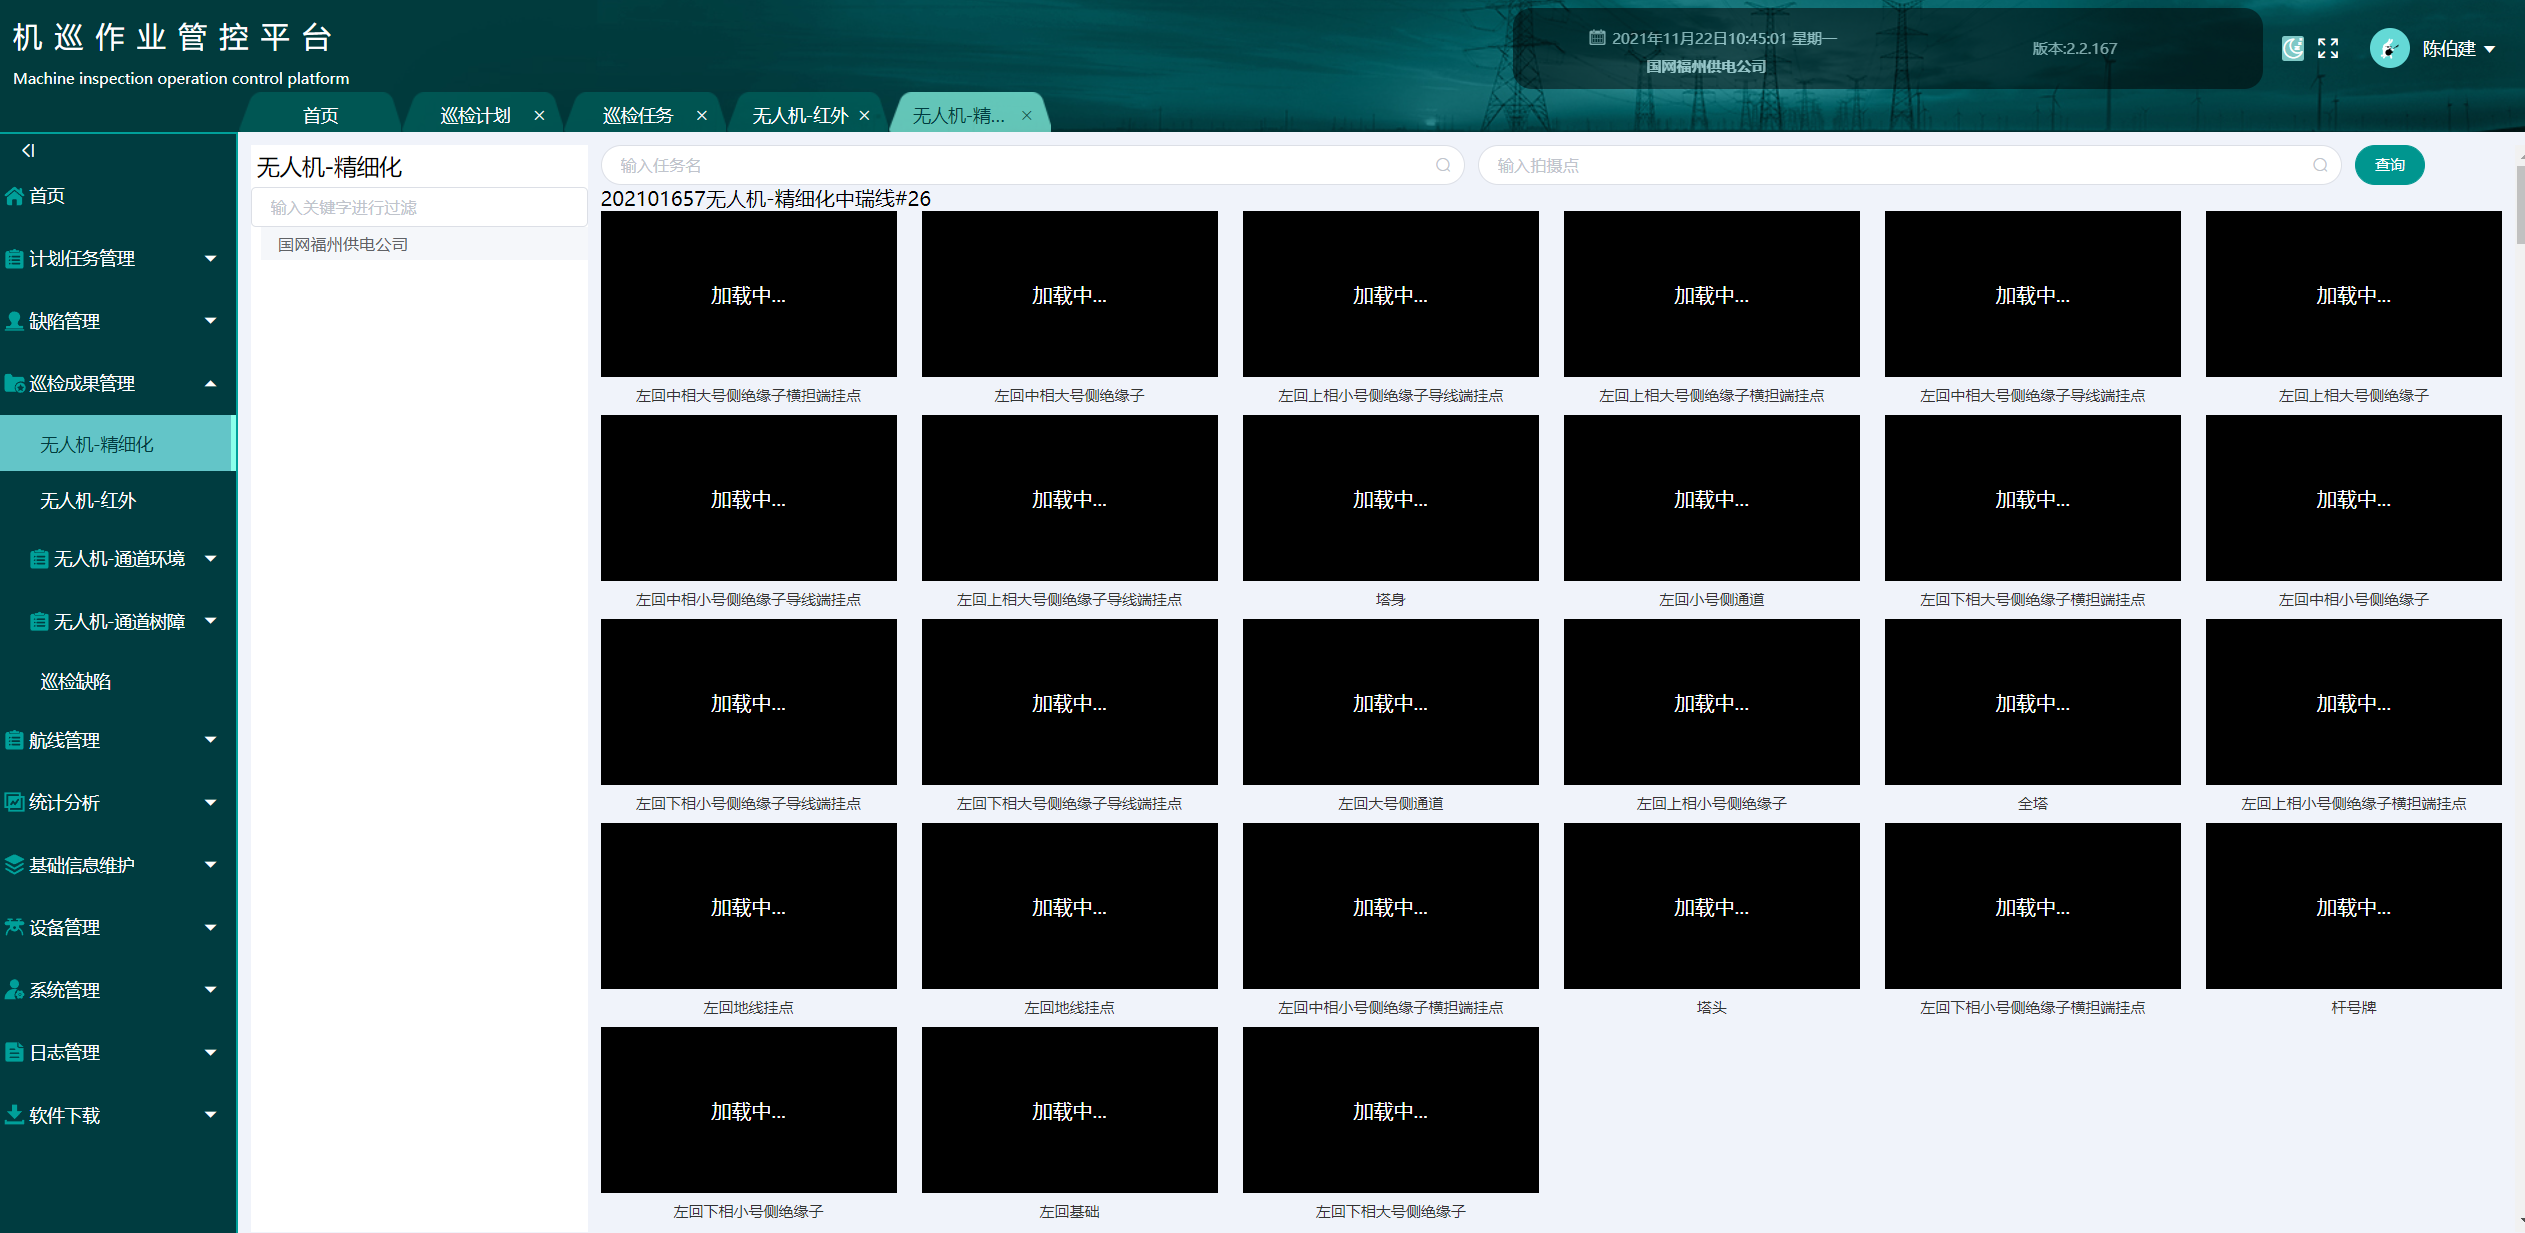 机巡作业管控平台
Machine inspection operation control platform
2021年11月22日10:45:01 星期一
国网福州供电公司
版本:2.2.167
陈伯建
首页
巡检计划
巡检任务
无人机-红外
无人机-精...
首页
计划任务管理
缺陷管理
巡检成果管理
无人机-精细化
无人机-红外
无人机-通道环境
无人机-通道树障
巡检缺陷
航线管理
统计分析
基础信息维护
设备管理
系统管理
日志管理
软件下载
无人机-精细化
输入关键字进行过滤
国网福州供电公司
输入任务名
输入拍摄点
查询
202101657无人机-精细化中瑞线#26
加载中... 加载中... 加载中... 加载中... 加载中... 加载中...
左回中相大号侧绝缘子横担端挂点 左回中相大号侧绝缘子 左回上相小号侧绝缘子导线端挂点 左回上相大号侧绝缘子横担端挂点 左回中相大号侧绝缘子导线端挂点 左回上相大号侧绝缘子
加载中... 加载中... 加载中... 加载中... 加载中... 加载中...
左回中相小号侧绝缘子导线端挂点 左回上相大号侧绝缘子导线端挂点 塔身 左回小号侧通道 左回下相大号侧绝缘子横担端挂点 左回中相小号侧绝缘子
加载中... 加载中... 加载中... 加载中... 加载中... 加载中...
左回下相小号侧绝缘子导线端挂点 左回下相大号侧绝缘子导线端挂点 左回大号侧通道 左回上相小号侧绝缘子 全塔 左回上相小号侧绝缘子横担端挂点
加载中... 加载中... 加载中... 加载中... 加载中... 加载中...
左回地线挂点 左回地线挂点 左回中相小号侧绝缘子横担端挂点 塔头 左回下相小号侧绝缘子横担端挂点 杆号牌
加载中... 加载中... 加载中...
左回下相小号侧绝缘子 左回基础 左回下相大号侧绝缘子